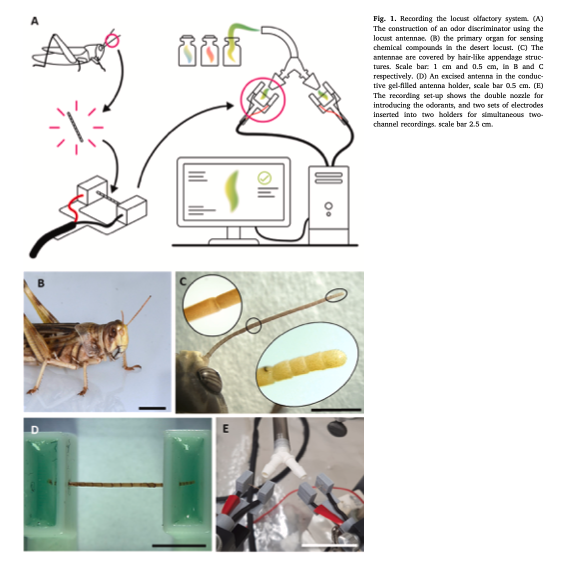 A
Fig. 1. Recording the locust olfactory system. (A)
The construction of an odor discriminator using the
locust antennae. (B) the primary organ for sensing
chemical compounds in the desert locust. (C) The
antennae are covered by hair-like appendage struc-
tures. Scale bar: 1 cm and 0.5 cm, in B and C
respectively. (D) An excised antenna in the conduc-
tive gel-filled antenna holder, scale bar 0.5 cm. (E)
The recording set-up shows the double nozzle for
introducing the odorants, and two sets of electrodes
inserted into two holders for simultaneous two-
channel recordings. scale bar 2.5 cm.
B
C
D
E